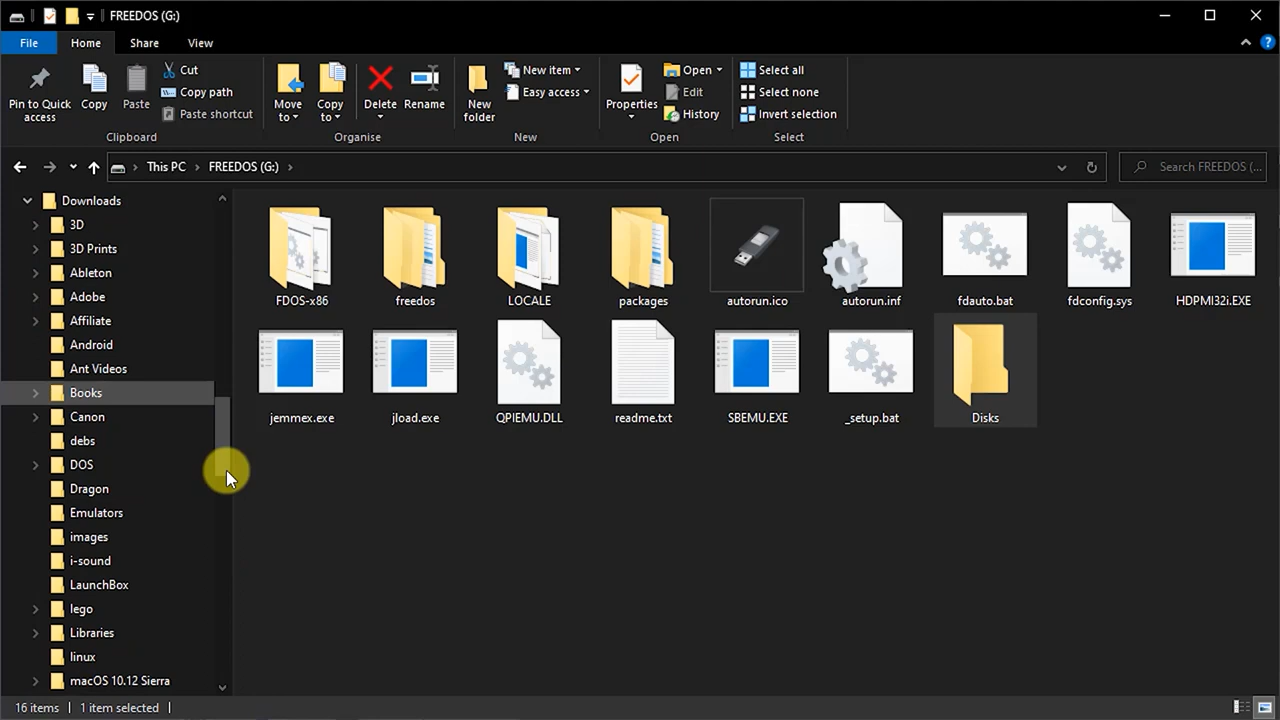 FREEDOS (G:)
File Home Share View
Pin to Quick access
Copy
Paste
Cut
Copy path
Paste shortcut
Clipboard
Move to
Copy to
Delete
Rename
Organise
New folder
New item
Easy access
New
Properties
Open
Edit
History
Open
Select all
Select none
Invert selection
Select
This PC FREEDOS (G:)
Search FREEDOS (...
Downloads
3D
3D Prints
Ableton
Adobe
Affiliate
Android
Ant Videos
Books
Canon
debs
DOS
Dragon
Emulators
images
i-sound
LaunchBox
lego
Libraries
linux
macOS 10.12 Sierra
FDOS-x86
freedos
LOCALE
packages
autorun.ico
autorun.inf
fdauto.bat
fdconfig.sys
HDPMI32i.EXE
jemmex.exe
jload.exe
QPIEMU.DLL
readme.txt
SBEMU.EXE
_setup.bat
Disks
16 items 1 item selected